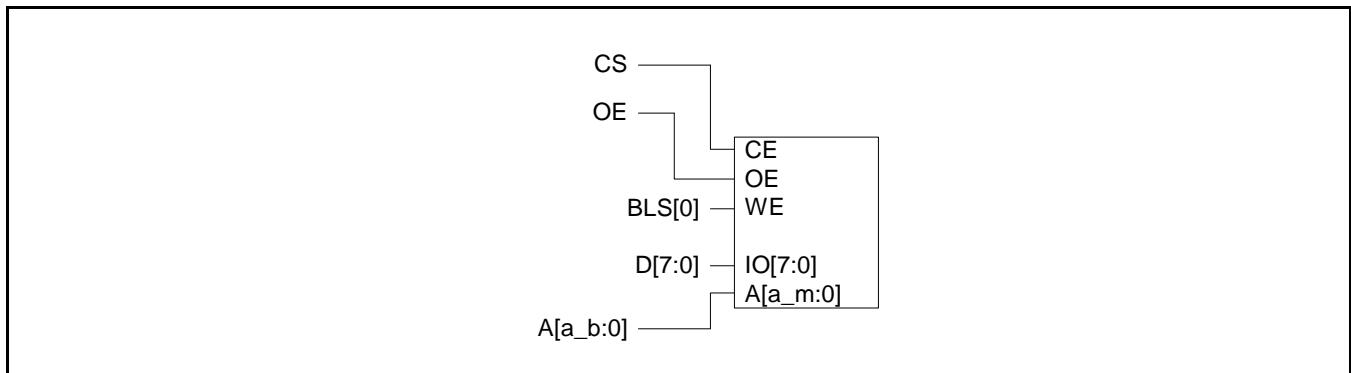 CS
OE
CE
OE
BLS[0]
WE
D[7:0]
IO[7:0]
A[a_m:0]
A[a_b:0]